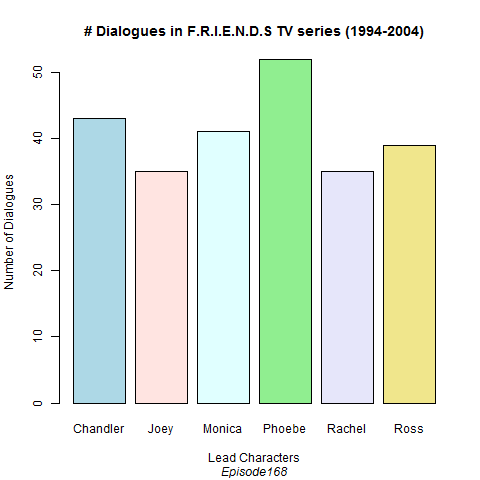 # Dialogues in F.R.I.E.N.D.S TV series (1994-2004)
Number of Dialogues
50
40
30
20
10
0
Chandler Joey Monica Phoebe Rachel Ross
Lead Characters
Episode168